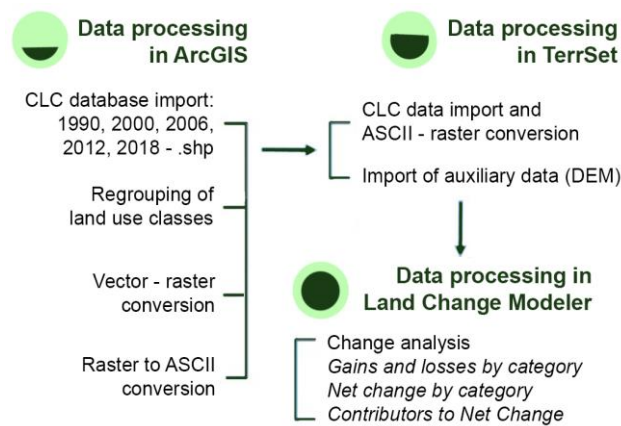 Data processing
in ArcGIS
CLC database import:
1990, 2000, 2006,
2012, 2018 - .shp
Regrouping of
land use classes
Vector - raster
conversion
Raster to ASCII
conversion
Data processing
in TerrSet
CLC data import and
ASCII - raster conversion
Import of auxiliary data (DEM)
Data processing in
Land Change Modeler
Change analysis
Gains and losses by category
Net change by category
Contributors to Net Change